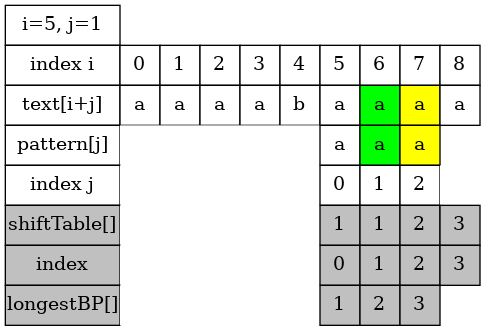 i=5, j=1
index i 0 1 2 3 4 5 6 7 8
text[i+j] a a a a b a a a a
pattern[j] a a a
index j 0 1 2
shiftTable[] 1 1 2 3
index 0 1 2 3
longestBP[] 1 2 3